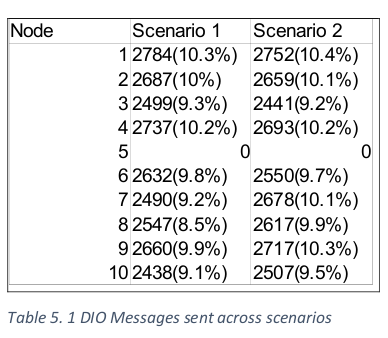 Node Scenario 1 Scenario 2
1 2784(10.3%) 2752(10.4%)
2 2687(10%) 2659(10.1%)
3 2499(9.3%) 2441(9.2%)
4 2737(10.2%) 2693(10.2%)
5 0 0
6 2632(9.8%) 2550(9.7%)
7 2490(9.2%) 2678(10.1%)
8 2547(8.5%) 2617(9.9%)
9 2660(9.9%) 2717(10.3%)
10 2438(9.1%) 2507(9.5%)
Table 5. 1 DIO Messages sent across scenarios